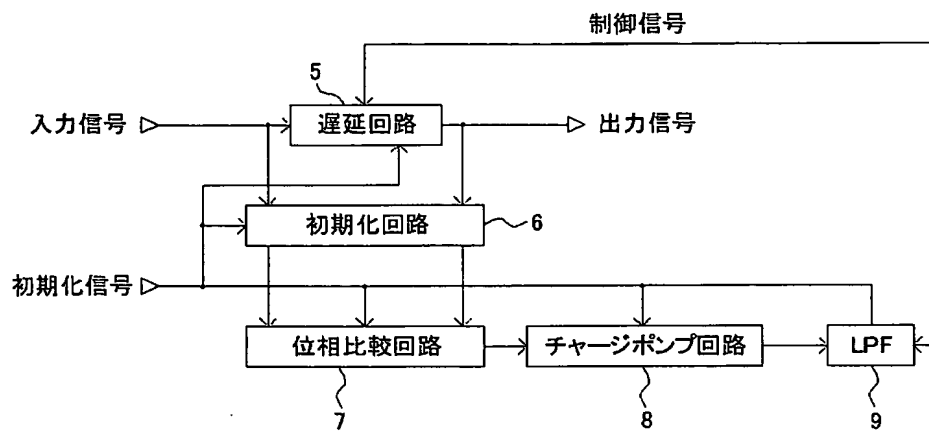 制御信号
5
入力信号
遅延回路
出力信号
初期化回路
6
初期化信号
位相比較回路
チャージポンプ回路
LPF
7
8
9